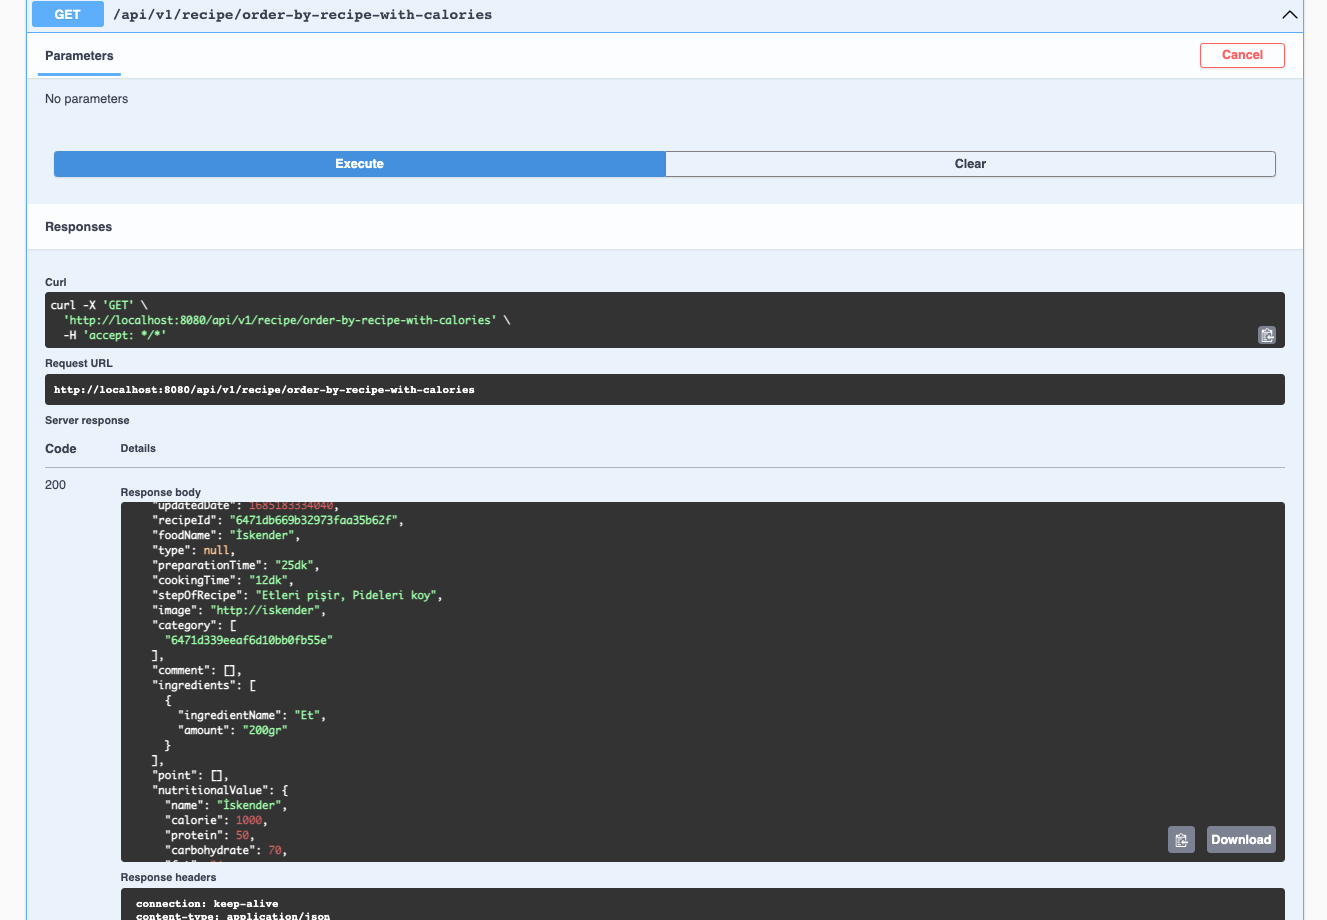 GET /api/v1/recipe/order-by-recipe-with-calories
Parameters
Cancel
No parameters
Execute
Clear
Responses
Curl
curl -X 'GET' \
'http://localhost:8080/api/v1/recipe/order-by-recipe-with-calories' \
-H 'accept: */*'
Request URL
http://localhost:8080/api/v1/recipe/order-by-recipe-with-calories
Server response
Code Details
200
Response body
"updatedDate": 1685183334040,
"recipeId": "6471db669b32973faa35b62f",
"foodName": "İskender",
"type": null,
"preparationTime": "25dk",
"cookingTime": "12dk",
"stepOfRecipe": "Etleri pişir, Pideleri koy",
"image": "http://iskender",
"category": [
"6471d339eeaf6d10bb0fb55e"
],
"comment": [],
"ingredients": [
{
"ingredientName": "Et",
"amount": "200gr"
}
],
"point": [],
"nutritionalValue": {
"name": "İskender",
"calorie": 1000,
"protein": 50,
"carbohydrate": 70,
Download
Response headers
connection: keep-alive
content-type: application/json